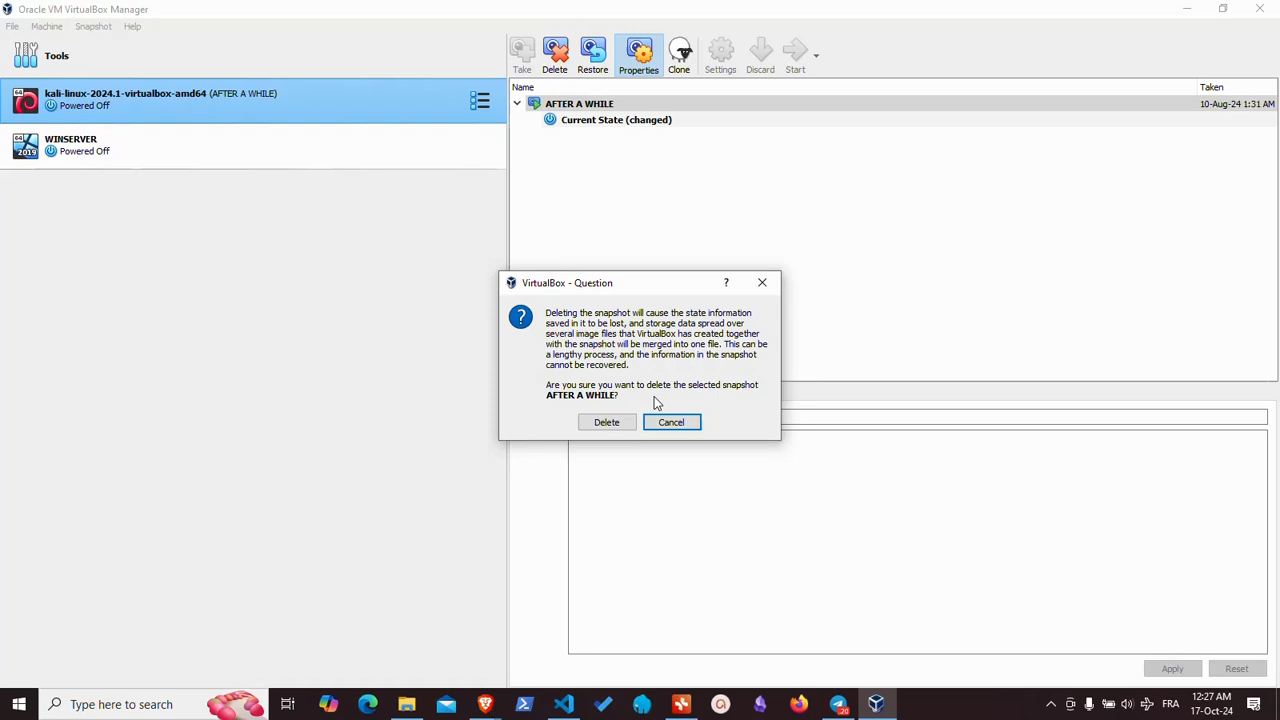 Oracle VM VirtualBox Manager
File Machine Snapshot Help
Tools
Take Delete Restore Properties Clone Settings Discard Start
64
kali-linux-2024.1-virtualbox-amd64 (AFTER A WHILE)
Powered Off
64
2019
WINSERVER
Powered Off
Name Taken
AFTER A WHILE 10-Aug-24 1:31 AM
Current State (changed)
VirtualBox - Question
?
Deleting the snapshot will cause the state information
saved in it to be lost, and storage data spread over
several image files that VirtualBox has created together
with the snapshot will be merged into one file. This can be
a lengthy process, and the information in the snapshot
cannot be recovered.
Are you sure you want to delete the selected snapshot
AFTER A WHILE?
Delete Cancel
Apply Reset
Type here to search
20
FRA
12:27 AM
17-Oct-24